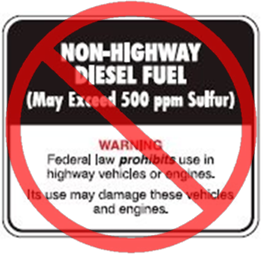 NON-HIGHWAY
DIESEL FUEL
(May Exceed 500 ppm Sulfur)
WARNING
Federal law prohibits use in
highway vehicles or engines.
Its use may damage these vehicles
and engines.